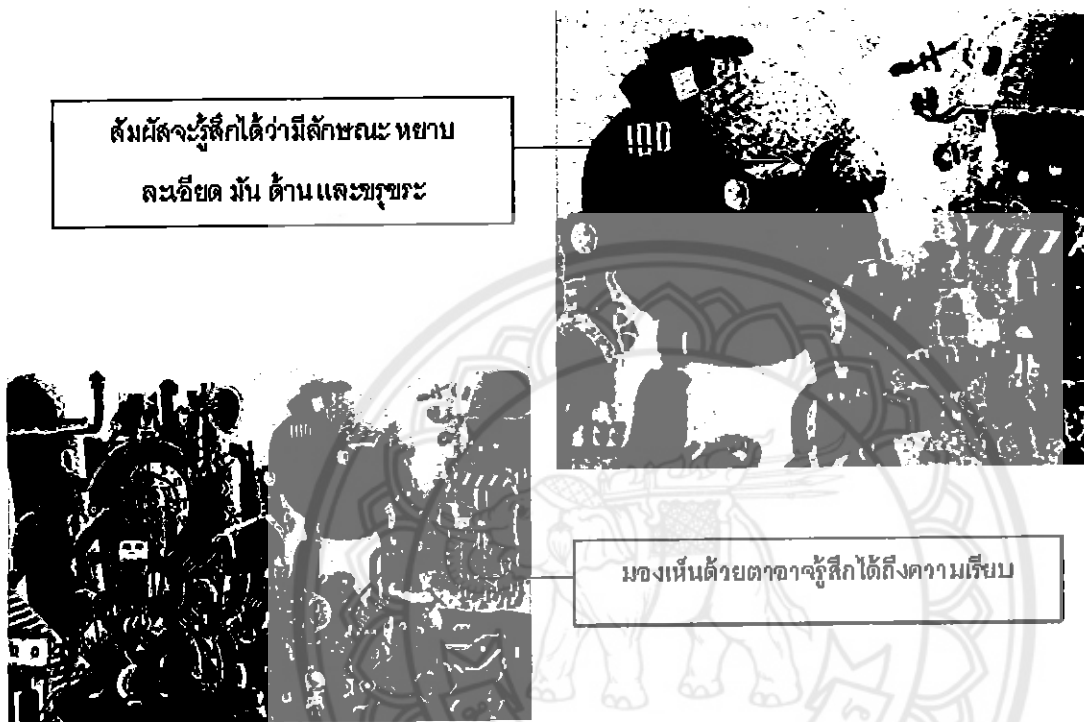 สัมผัสจะรู้สึกได้ว่ามีลักษณะ หยาบ
ละเอียด มัน ด้าน และขรุขระ
มองเห็นด้วยตาอาจรู้สึกได้ถึงความเรียบ